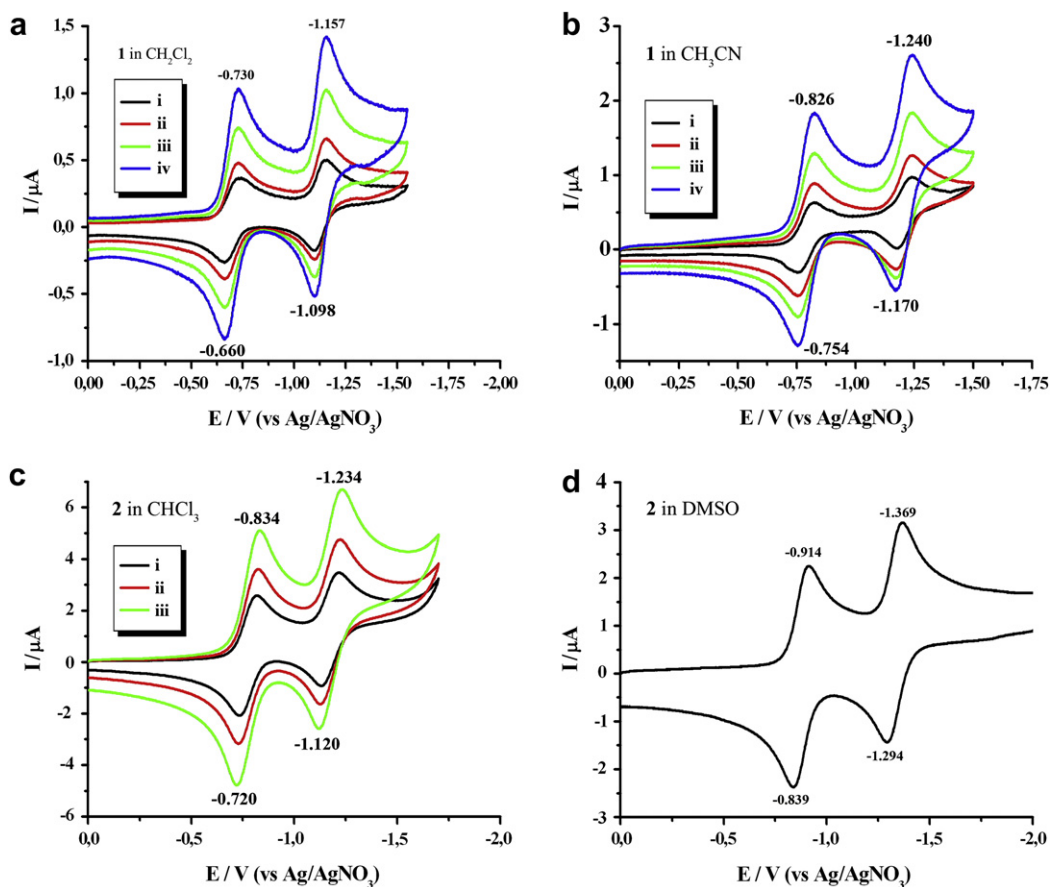 a
1 in CH₂Cl₂
i
ii
iii
iv
-0.730
-1.157
-0.660
-1.098
1,5
1,0
0,5
0,0
-0,5
-1,0
I/μA
0,00 -0,25 -0,50 -0,75 -1,00 -1,25 -1,50 -1,75 -2,00
E / V (vs Ag/AgNO₃)
b
1 in CH₃CN
i
ii
iii
iv
-0.826
-1.240
-0.754
-1.170
3
2
1
0
-1
I/μA
0,00 -0,25 -0,50 -0,75 -1,00 -1,25 -1,50 -1,75
E / V (vs Ag/AgNO₃)
c
2 in CHCl₃
i
ii
iii
-0.834
-1.234
-0.720
-1.120
6
4
2
0
-2
-4
-6
I/μA
0,0 -0,5 -1,0 -1,5 -2,0
E / V (vs Ag/AgNO₃)
d
2 in DMSO
-0.914
-1.369
-0.839
-1.294
4
3
2
1
0
-1
-2
-3
I/μA
0,0 -0,5 -1,0 -1,5 -2,0
E / V (vs Ag/AgNO₃)